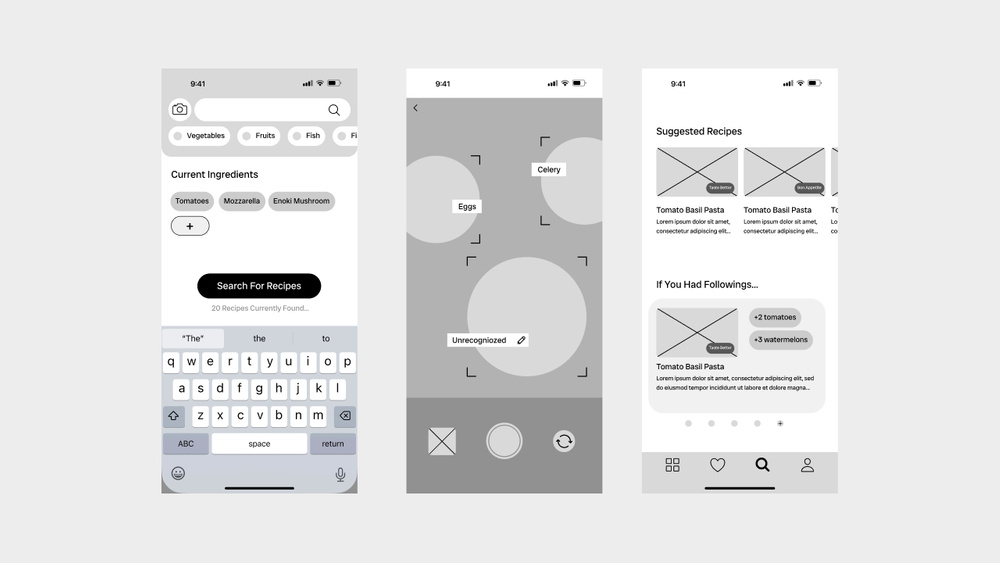 9:41
Vegetables
Fruits
Fish
Fi
Current Ingredients
Tomatoes
Mozzarella
Enoki Mushroom
+
Search For Recipes
20 Recipes Currently Found...
“The”
the
to
q w e r t y u i o p
a s d f g h j k l
z x c v b n m
ABC
space
return
9:41
Celery
Eggs
Unrecogniozed
9:41
Suggested Recipes
Taste Better
Bon Appetite
Tomato Basil Pasta
Lorem ipsum dolor sit amet,
consectetur adipiscing elit...
Tomato Basil Pasta
Lorem ipsum dolor sit amet,
consectetur adipiscing elit...
To
Lo
co
If You Had Followings...
+2 tomatoes
+3 watermelons
Taste Better
Tomato Basil Pasta
Lorem ipsum dolor sit amet, consectetur adipiscing elit, sed
do eiusmod tempor incididunt ut labore et dolore magna...